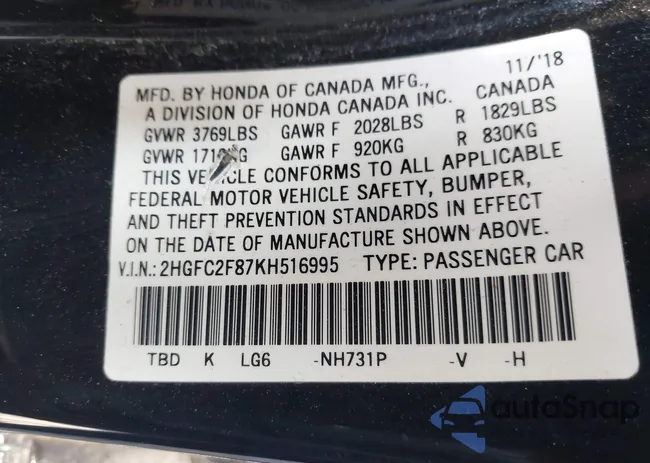 MFD. BY HONDA OF CANADA MFG., 11/'18
A DIVISION OF HONDA CANADA INC. CANADA
GVWR 3769LBS GAWR F 2028LBS R 1829LBS
GVWR GAWR F 920KG R 830KG
THIS VEHICLE CONFORMS TO ALL APPLICABLE
FEDERAL MOTOR VEHICLE SAFETY, BUMPER,
AND THEFT PREVENTION STANDARDS IN EFFECT
ON THE DATE OF MANUFACTURE SHOWN ABOVE.
V.I.N.: 2HGFC2F87KH516995 TYPE: PASSENGER CAR
TBD K LG6 -NH731P -V -H
autoSnap